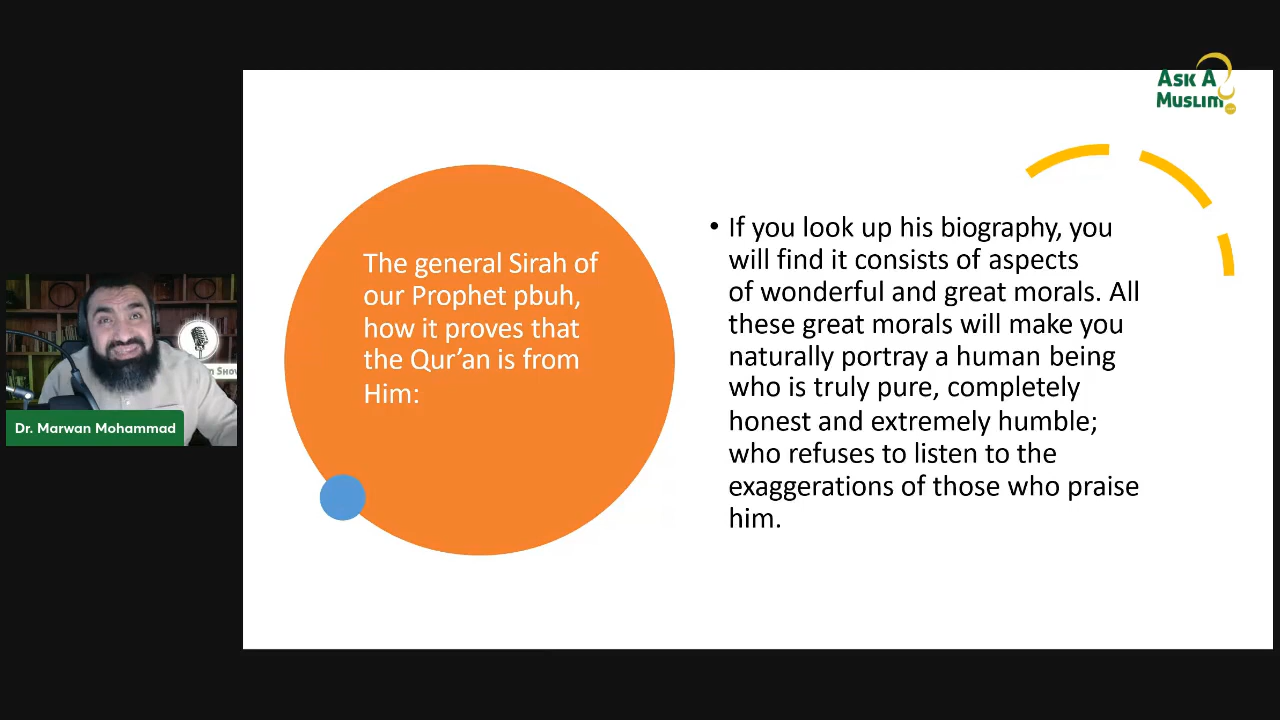 ASK A
MUSLIM
The general Sirah of
our Prophet pbuh,
how it proves that
the Qur’an is from
Him:
• If you look up his biography, you
will find it consists of aspects
of wonderful and great morals. All
these great morals will make you
naturally portray a human being
who is truly pure, completely
honest and extremely humble;
who refuses to listen to the
exaggerations of those who praise
him.
Dr. Marwan Mohammad